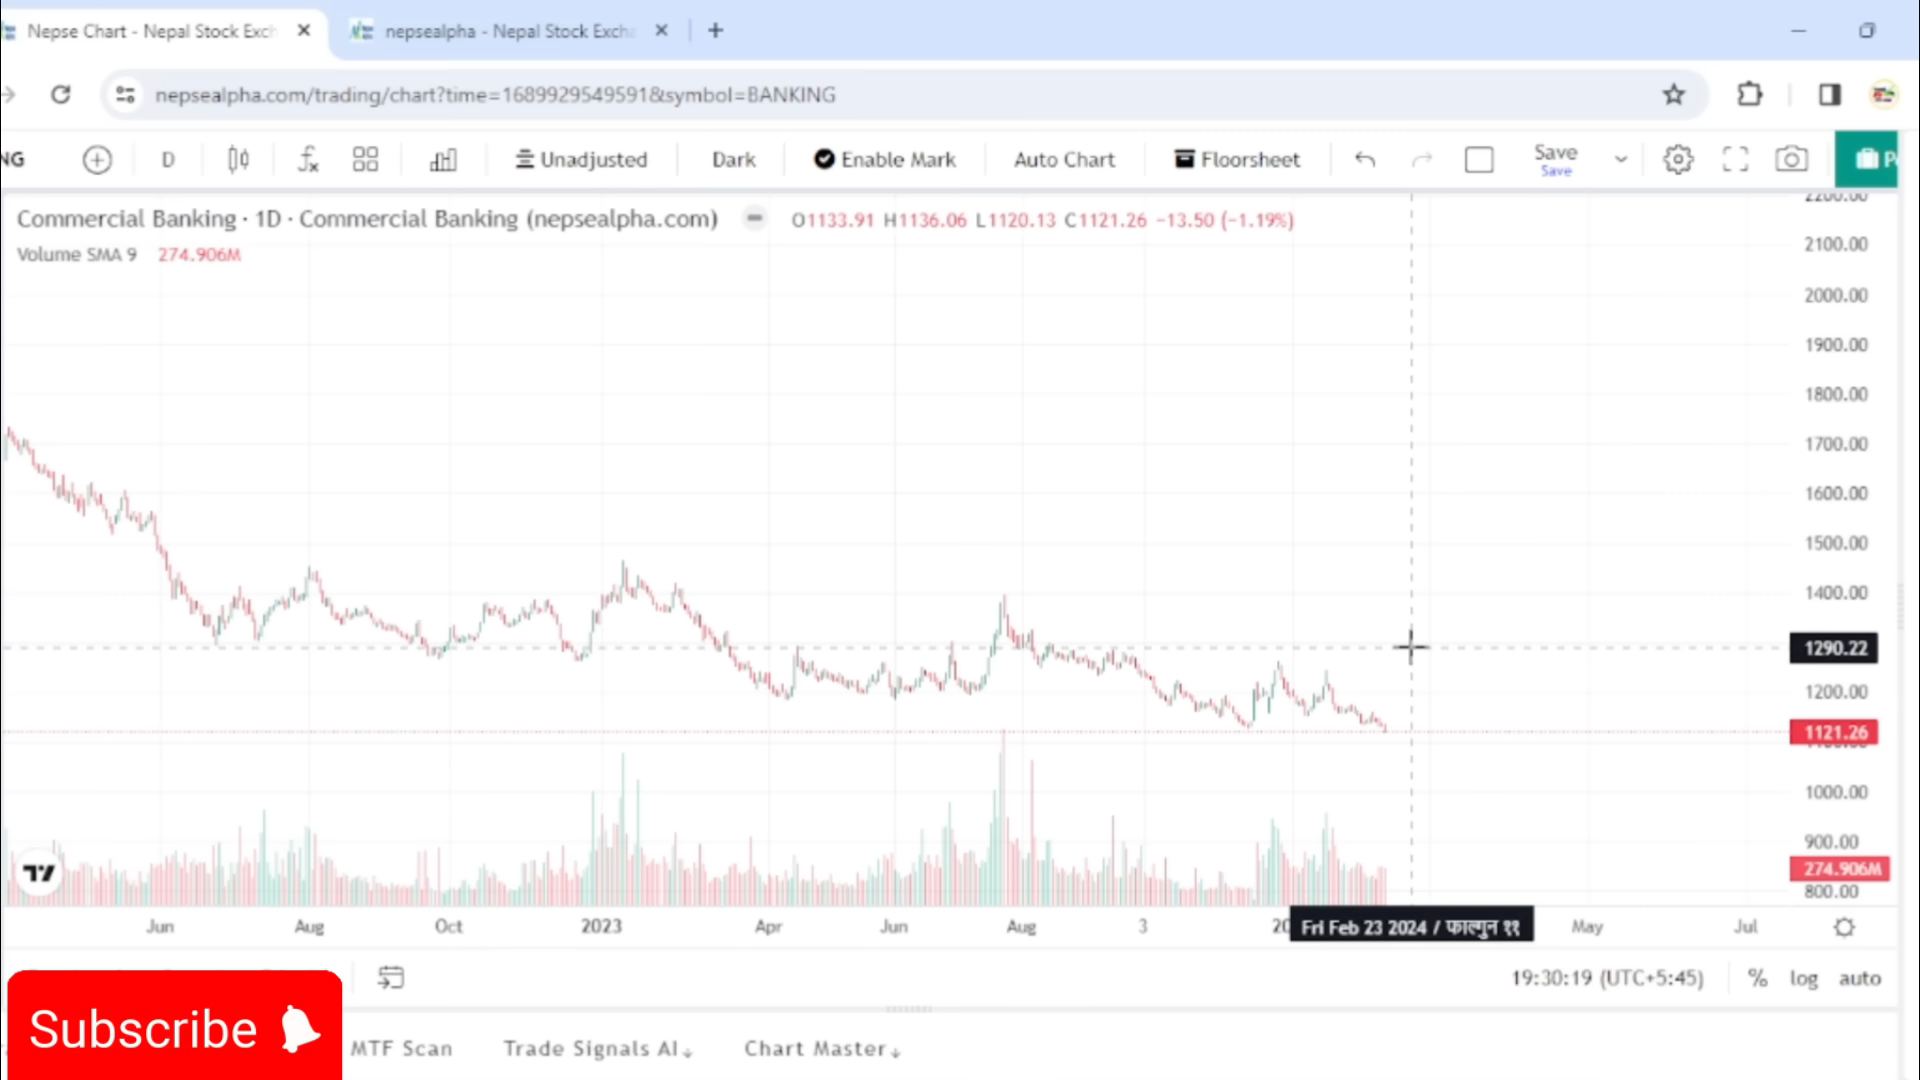 Nepse Chart - Nepal Stock Exch
nepsealpha - Nepal Stock Excha
nepsealpha.com/trading/chart?time=1689929549591&symbol=BANKING
NG D Unadjusted Dark Enable Mark Auto Chart Floorsheet Save
Save
Commercial Banking · 1D · Commercial Banking (nepsealpha.com) O1133.91 H1136.06 L1120.13 C1121.26 −13.50 (−1.19%)
Volume SMA 9 274.906M
2200.00
2100.00
2000.00
1900.00
1800.00
1700.00
1600.00
1500.00
1400.00
1290.22
1200.00
1121.26
1000.00
900.00
274.906M
800.00
Jun Aug Oct 2023 Apr Jun Aug 3 20 Fri Feb 23 2024 / फाल्गुन ११ May Jul
19:30:19 (UTC+5:45) % log auto
Subscribe
MTF Scan Trade Signals AI↓ Chart Master↓